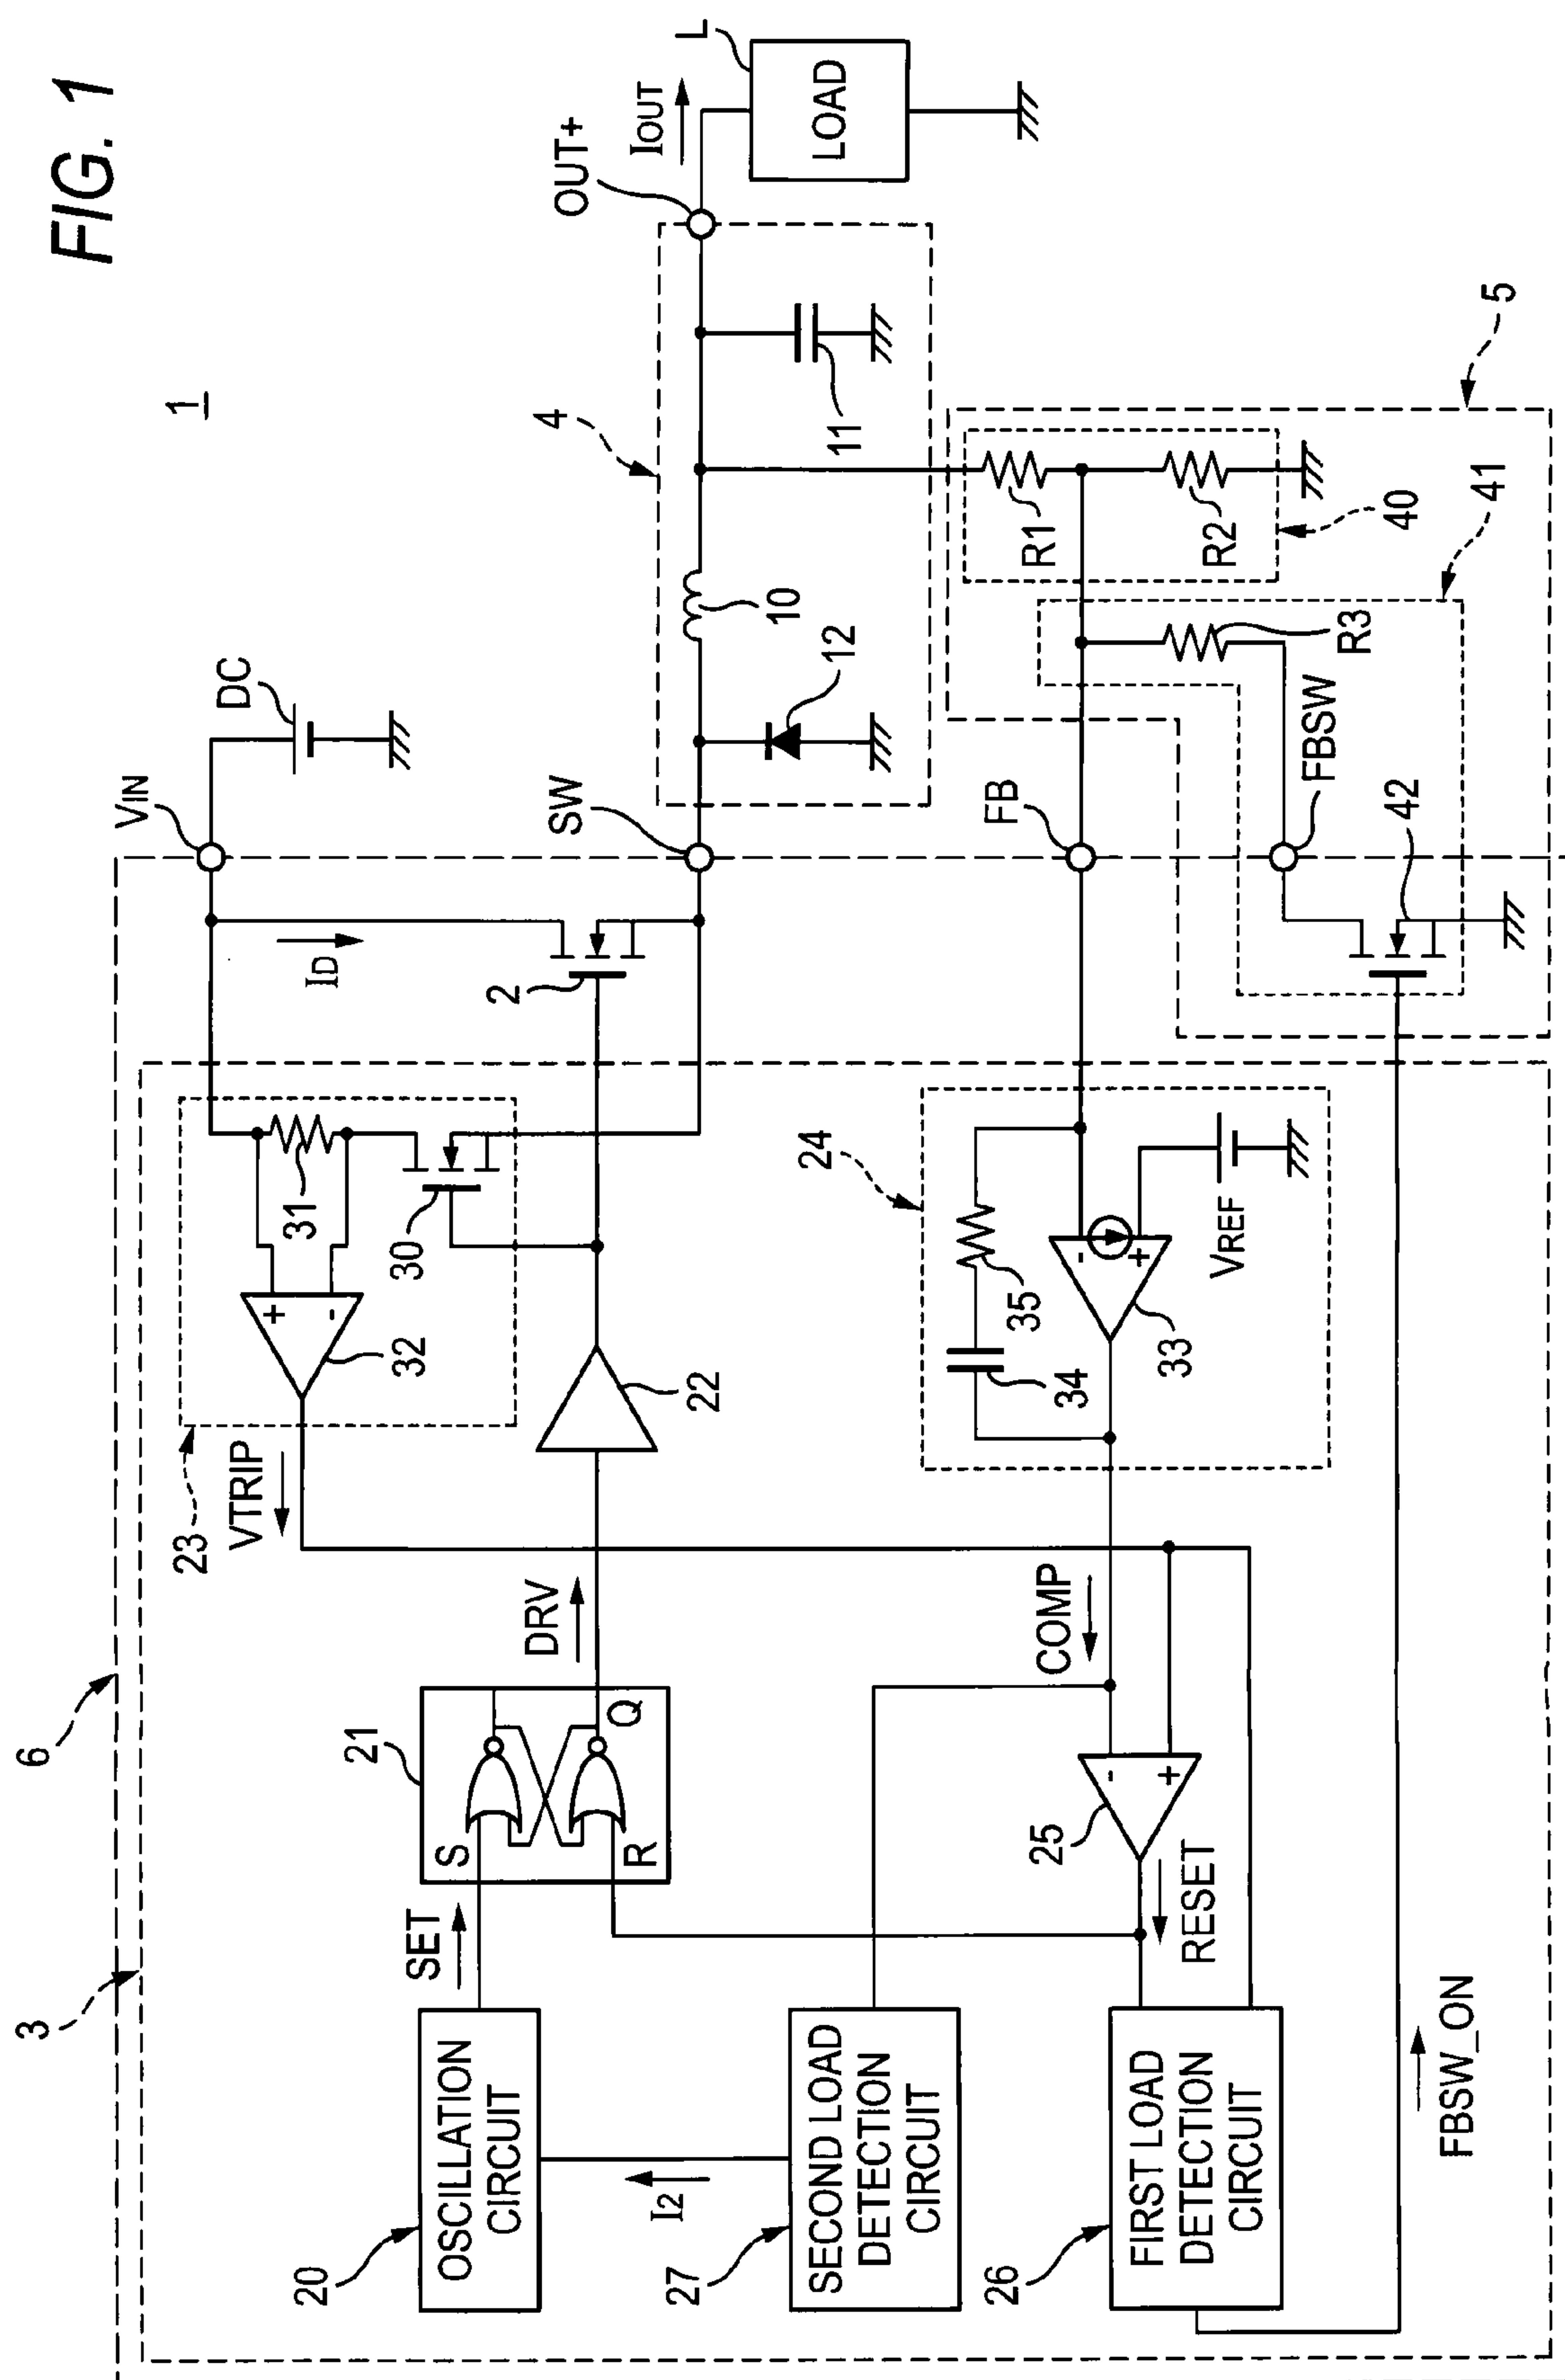 FIG. 1
1
6
3
20
OSCILLATION
CIRCUIT
SET
S
R
Q
21
DRV
22
23
VTRIP
32
31
30
2
ID
VIN
DC
SW
4
10
12
11
OUT+
IOUT
L
LOAD
I2
27
SECOND LOAD
DETECTION
CIRCUIT
26
FIRST LOAD
DETECTION
CIRCUIT
RESET
25
-
+
COMP
24
34
35
33
-
+
+
-
VREF
FB
FBSW
42
R1
R2
R3
40
41
5
FBSW_ON